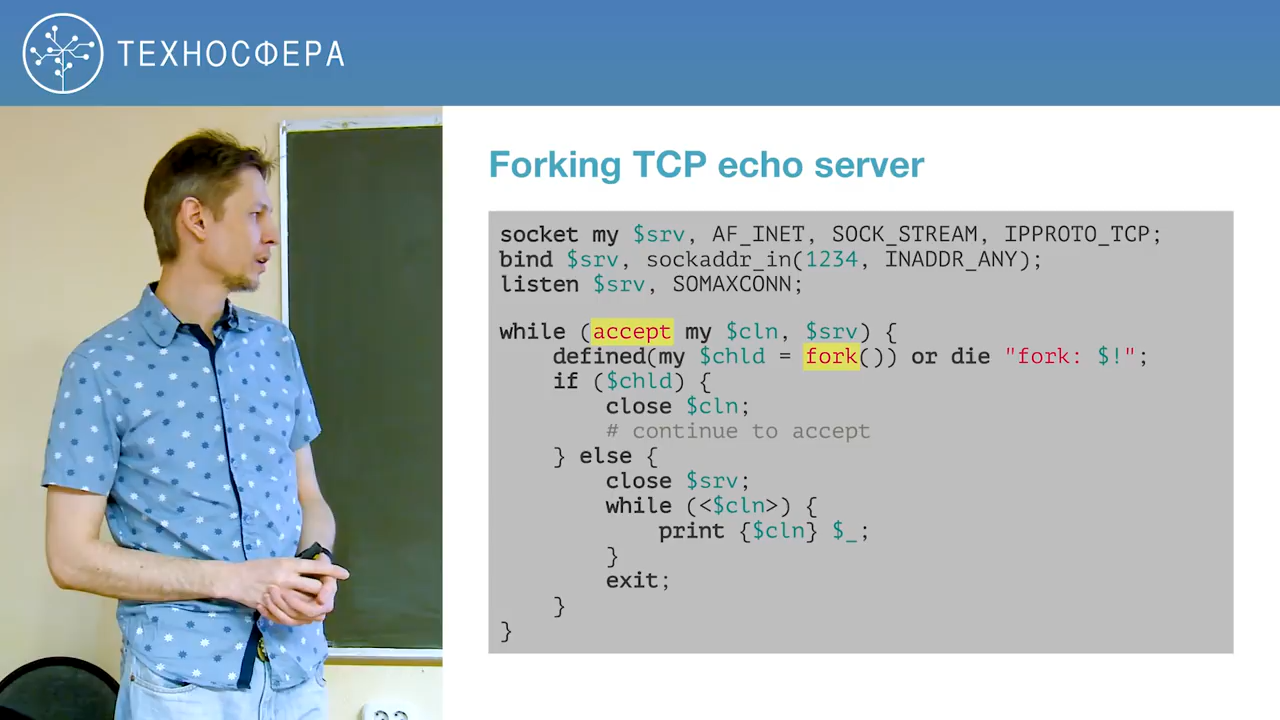 ТЕХНОСФЕРА
Forking TCP echo server
socket my $srv, AF_INET, SOCK_STREAM, IPPROTO_TCP;
bind $srv, sockaddr_in(1234, INADDR_ANY);
listen $srv, SOMAXCONN;
while (accept my $cln, $srv) {
    defined(my $chld = fork()) or die "fork: $!";
    if ($chld) {
        close $cln;
        # continue to accept
    } else {
        close $srv;
        while (<$cln>) {
            print {$cln} $_;
        }
        exit;
    }
}